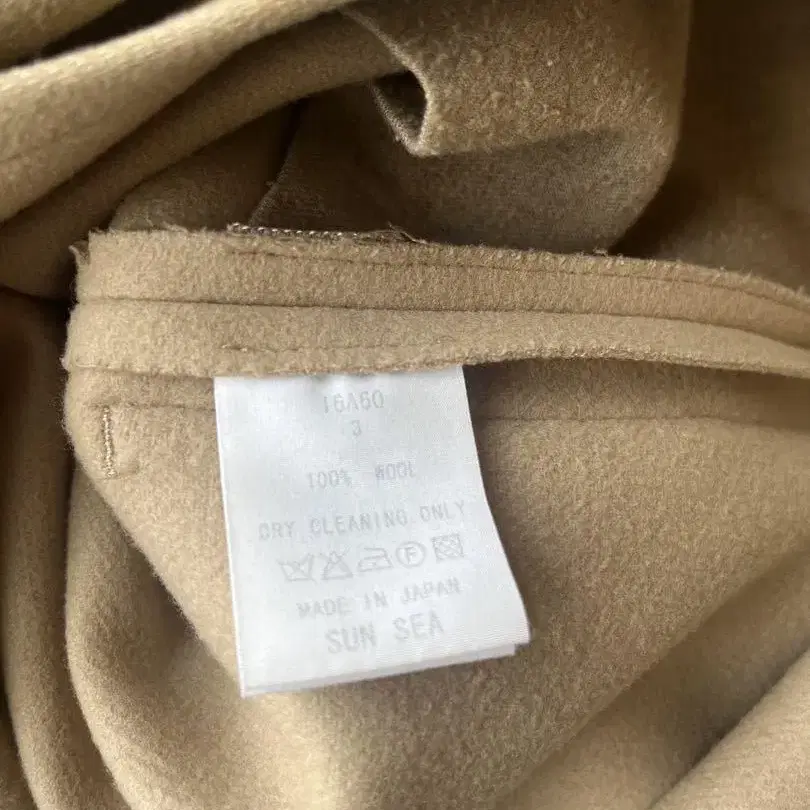 16A60
3
100% WOOL
DRY CLEANING ONLY
F
MADE IN JAPAN
SUN SEA